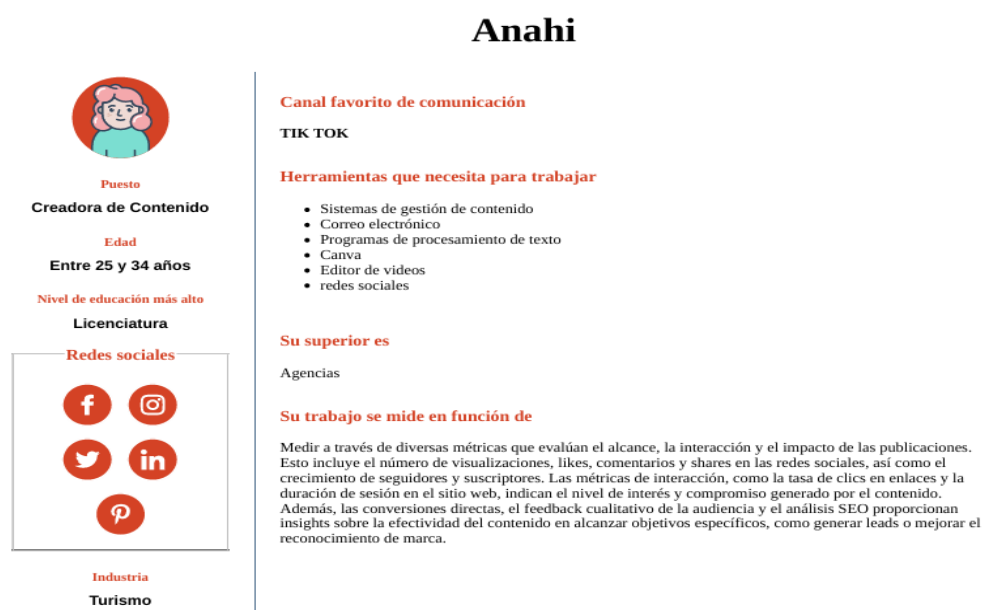 Anahi
Puesto
Creadora de Contenido
Edad
Entre 25 y 34 años
Nivel de educación más alto
Licenciatura
Redes sociales
Industria
Turismo
Canal favorito de comunicación
TIK TOK
Herramientas que necesita para trabajar
Sistemas de gestión de contenido
Correo electrónico
Programas de procesamiento de texto
Canva
Editor de videos
redes sociales
Su superior es
Agencias
Su trabajo se mide en función de
Medir a través de diversas métricas que evalúan el alcance, la interacción y el impacto de las publicaciones.
Esto incluye el número de visualizaciones, likes, comentarios y shares en las redes sociales, así como el
crecimiento de seguidores y suscriptores. Las métricas de interacción, como la tasa de clics en enlaces y la
duración de sesión en el sitio web, indican el nivel de interés y compromiso generado por el contenido.
Además, las conversiones directas, el feedback cualitativo de la audiencia y el análisis SEO proporcionan
insights sobre la efectividad del contenido en alcanzar objetivos específicos, como generar leads o mejorar el
reconocimiento de marca.